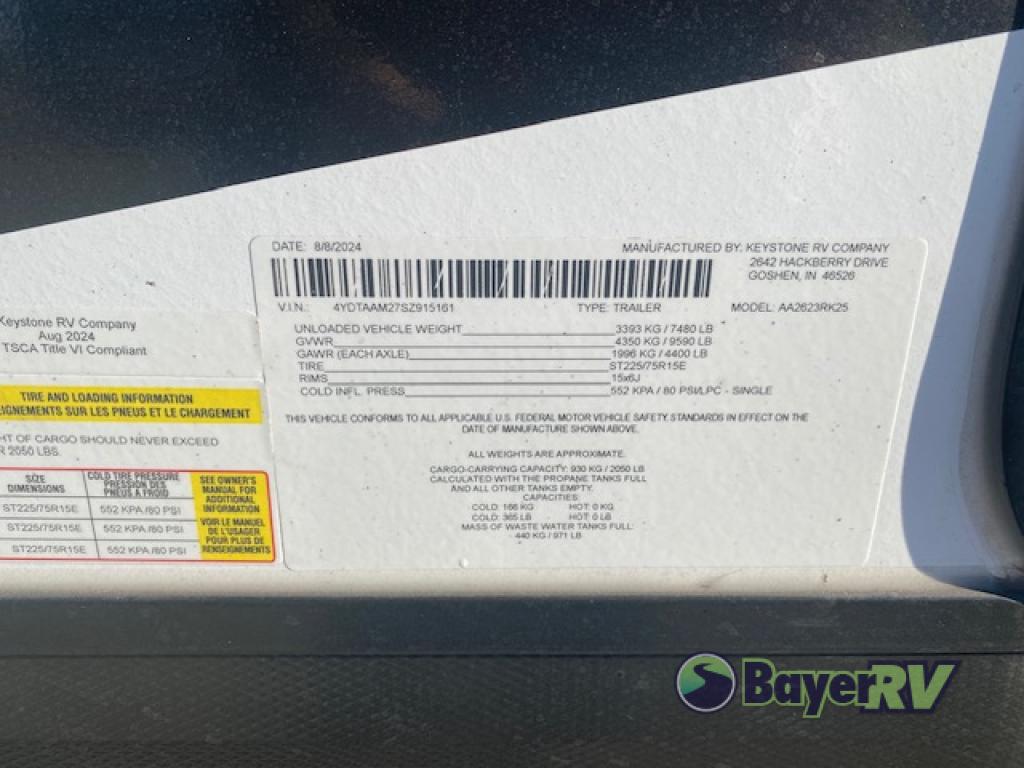 DATE: 8/8/2024
MANUFACTURED BY: KEYSTONE RV COMPANY
2642 HACKBERRY DRIVE
GOSHEN, IN 46526
V.I.N.: 4YDTAAM27SZ915161 TYPE: TRAILER MODEL: AA2623RK25
UNLOADED VEHICLE WEIGHT 3393 KG / 7480 LB
GVWR 4350 KG / 9590 LB
GAWR (EACH AXLE) 1996 KG / 4400 LB
TIRE ST225/75R15E
RIMS 15x6J
COLD INFL. PRESS 552 KPA / 80 PSI/LPC - SINGLE
THIS VEHICLE CONFORMS TO ALL APPLICABLE U.S. FEDERAL MOTOR VEHICLE SAFETY STANDARDS IN EFFECT ON THE
DATE OF MANUFACTURE SHOWN ABOVE.
ALL WEIGHTS ARE APPROXIMATE.
CARGO-CARRYING CAPACITY: 930 KG / 2050 LB
CALCULATED WITH THE PROPANE TANKS FULL
AND ALL OTHER TANKS EMPTY.
CAPACITIES:
COLD: 166 KG HOT: 0 KG
COLD: 365 LB HOT: 0 LB
MASS OF WASTE WATER TANKS FULL:
440 KG / 971 LB
Keystone RV Company
Aug 2024
TSCA Title VI Compliant
TIRE AND LOADING INFORMATION
EIGNEMENTS SUR LES PNEUS ET LE CHARGEMENT
HT OF CARGO SHOULD NEVER EXCEED
R 2050 LBS.
SIZE
DIMENSIONS
COLD TIRE PRESSURE
PRESSION DES
PNEUS A FROID
SEE OWNER'S
MANUAL FOR
ADDITIONAL
INFORMATION
VOIR LE MANUEL
DE L'USAGER
POUR PLUS DE
RENSEIGNEMENTS
ST225/75R15E 552 KPA /80 PSI
ST225/75R15E 552 KPA /80 PSI
ST225/75R15E 552 KPA /80 PSI
BayerRV